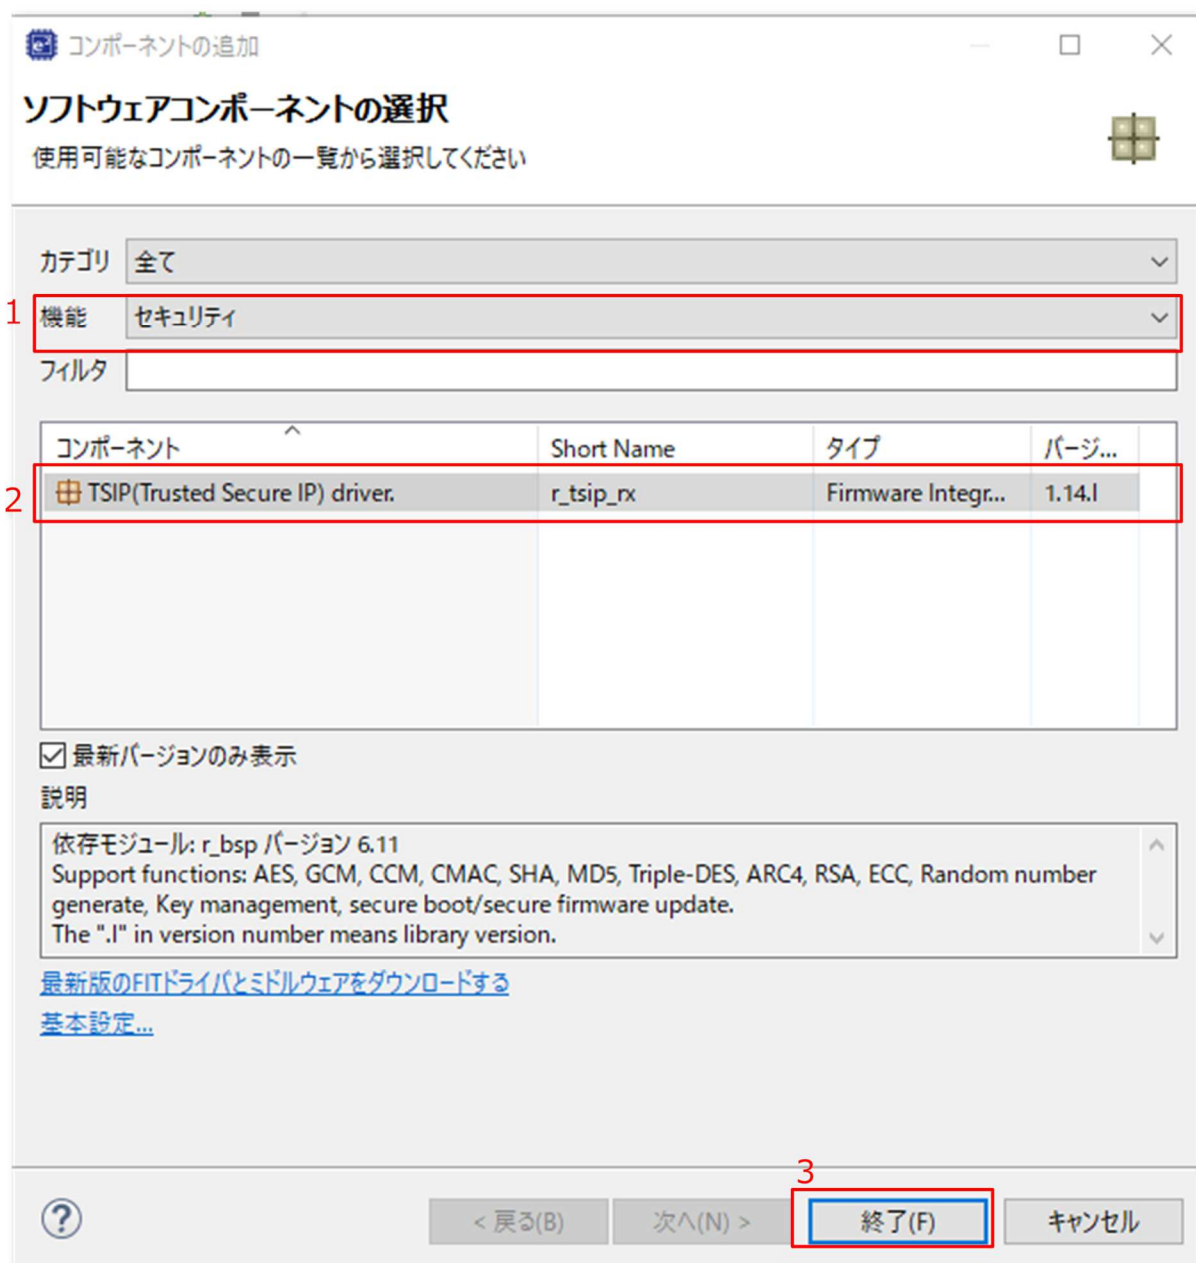 コンポーネントの追加
ソフトウェアコンポーネントの選択
使用可能なコンポーネントの一覧から選択してください
カテゴリ 全て
1 機能 セキュリティ
フィルタ
コンポーネント Short Name タイプ バージ...
2 TSIP(Trusted Secure IP) driver. r_tsip_rx Firmware Integr... 1.14.l
最新バージョンのみ表示
説明
依存モジュール: r_bsp バージョン 6.11
Support functions: AES, GCM, CCM, CMAC, SHA, MD5, Triple-DES, ARC4, RSA, ECC, Random number
generate, Key management, secure boot/secure firmware update.
The ".l" in version number means library version.
最新版のFITドライバとミドルウェアをダウンロードする
基本設定...
3
? < 戻る(B) 次へ(N) > 終了(F) キャンセル